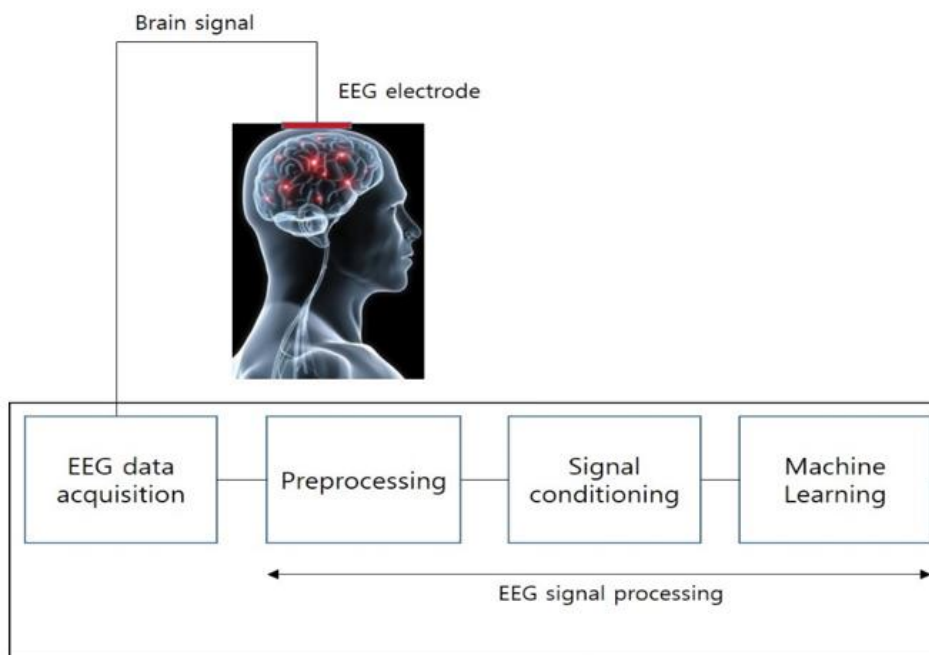 Brain signal
EEG electrode
EEG data
acquisition
Preprocessing
Signal
conditioning
Machine
Learning
EEG signal processing